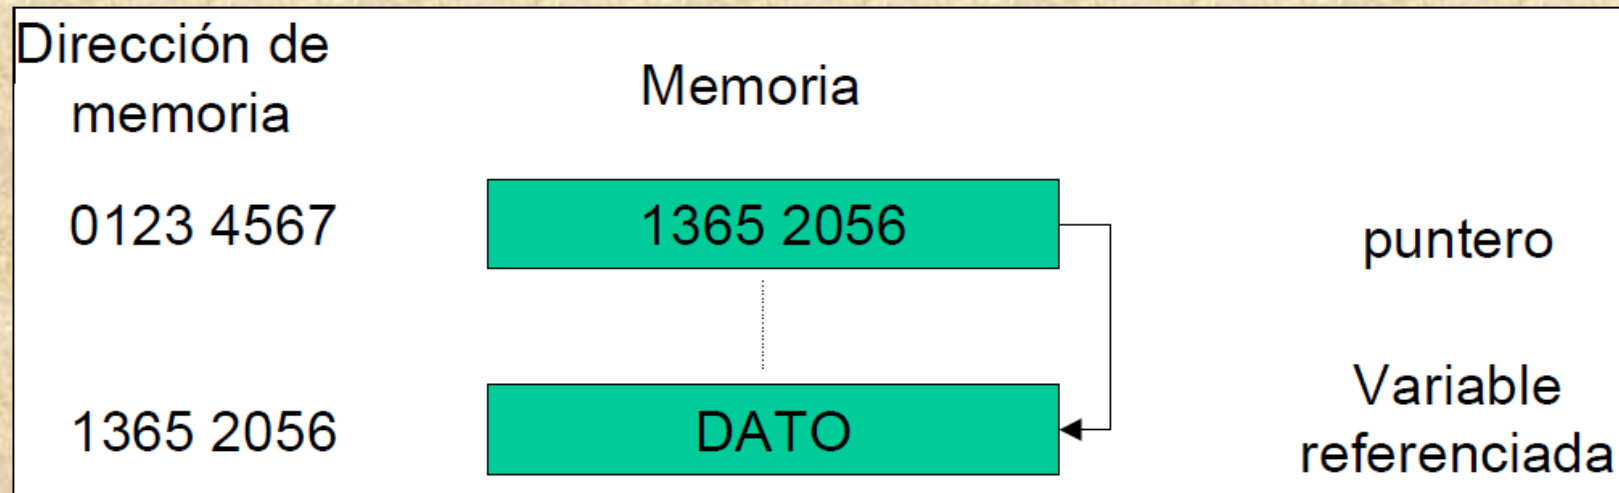 Dirección de
memoria
Memoria
0123 4567
1365 2056
puntero
1365 2056
DATO
Variable
referenciada